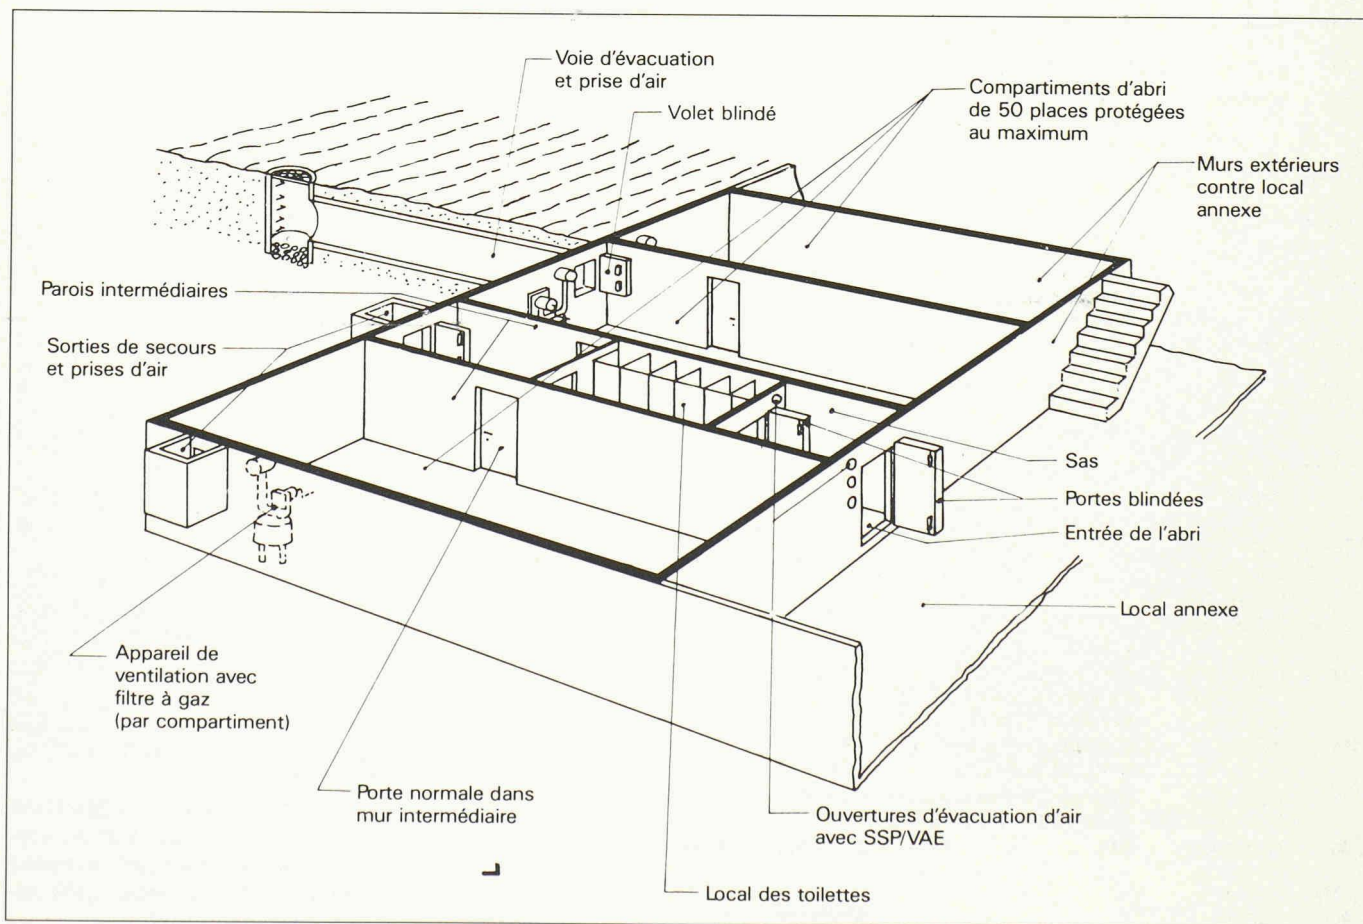 Voie d'évacuation
et prise d'air
Volet blindé
Compartiments d'abri
de 50 places protégées
au maximum
Murs extérieurs
contre local
annexe
Parois intermédiaires
Sorties de secours
et prises d'air
Sas
Portes blindées
Entrée de l'abri
Local annexe
Appareil de
ventilation avec
filtre à gaz
(par compartiment)
Porte normale dans
mur intermédiaire
Ouvertures d'évacuation d'air
avec SSP/VAE
Local des toilettes